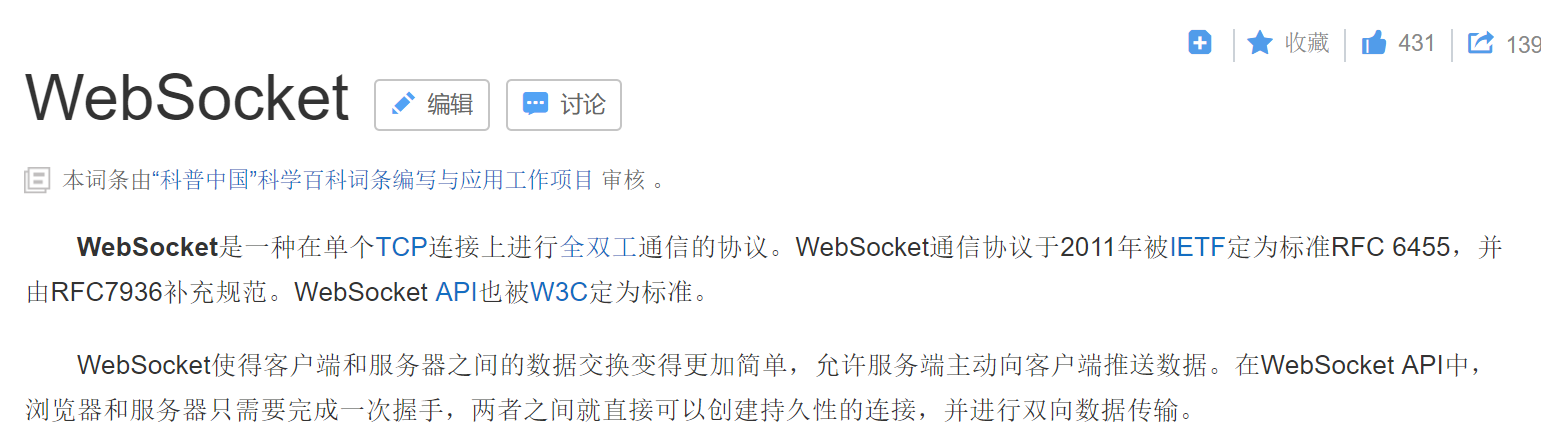 收藏 431 139
WebSocket 编辑 讨论
本词条由“科普中国”科学百科词条编写与应用工作项目 审核 。
WebSocket是一种在单个TCP连接上进行全双工通信的协议。WebSocket通信协议于2011年被IETF定为标准RFC 6455，并
由RFC7936补充规范。WebSocket API也被W3C定为标准。
WebSocket使得客户端和服务器之间的数据交换变得更加简单，允许服务端主动向客户端推送数据。在WebSocket API中，
浏览器和服务器只需要完成一次握手，两者之间就直接可以创建持久性的连接，并进行双向数据传输。